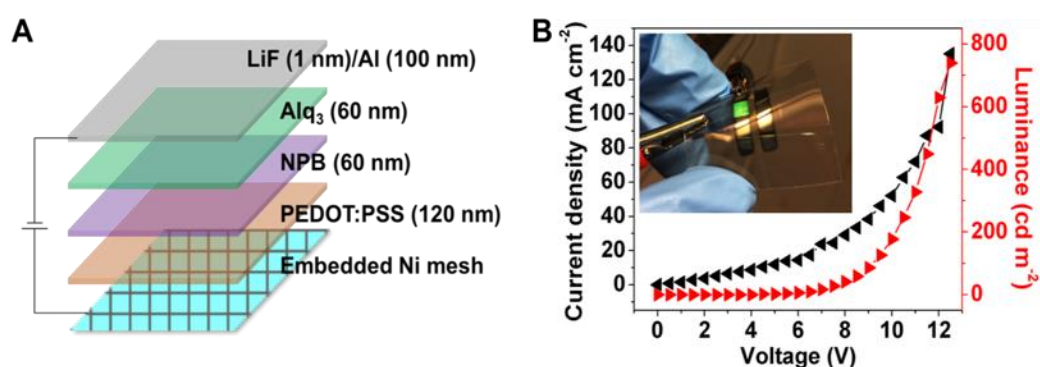 A
LiF (1 nm)/Al (100 nm)
Alq₃ (60 nm)
NPB (60 nm)
PEDOT:PSS (120 nm)
Embedded Ni mesh
B
Current density (mA cm⁻²)
140
120
100
80
60
40
20
0
0 2 4 6 8 10 12
Voltage (V)
800
600
400
200
0
Luminance (cd m⁻²)